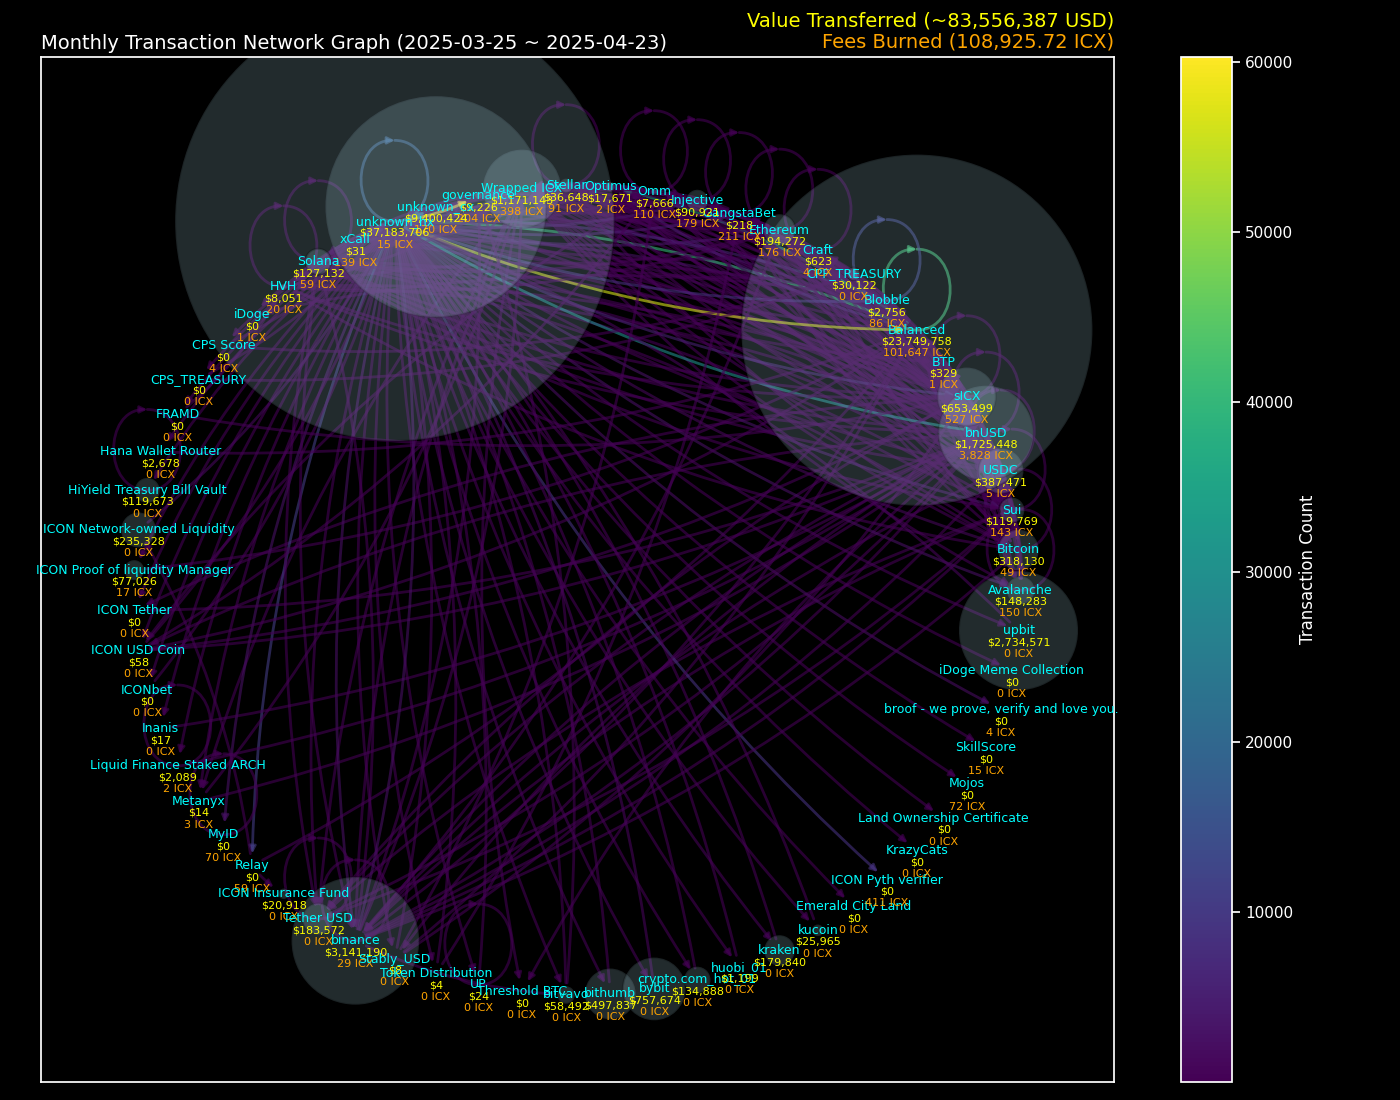 Value Transferred (~83,556,387 USD)
Monthly Transaction Network Graph (2025-03-25 ~ 2025-04-23)
Fees Burned (108,925.72 ICX)
Stellar
$36,648
91 ICX
Optimus
$17,671
2 ICX
Omm
$7,666
110 ICX
Injective
$90,921
179 ICX
GangstaBet
$218
211 ICX
Ethereum
$194,272
176 ICX
Craft
$623
4 ICX
CPF_TREASURY
$30,122
0 ICX
Blobble
$2,756
86 ICX
Balanced
$23,749,758
101,647 ICX
BTP
$329
1 ICX
sICX
$653,499
527 ICX
bnUSD
$1,725,448
3,828 ICX
USDC
$387,471
5 ICX
Sui
$119,769
143 ICX
Bitcoin
$318,130
49 ICX
Avalanche
$148,283
150 ICX
upbit
$2,734,571
0 ICX
iDoge Meme Collection
$0
0 ICX
broof - we prove, verify and love you.
$0
4 ICX
SkillScore
$0
15 ICX
Mojos
$0
72 ICX
Land Ownership Certificate
$0
0 ICX
KrazyCats
$0
0 ICX
ICON Pyth verifier
$0
411 ICX
Emerald City Land
$0
0 ICX
kucoin
$25,965
0 ICX
kraken
$179,840
0 ICX
huobi_01
$1,199
crypto.com_hot_01
$134,888
0 ICX
bybit
$757,674
0 ICX
bithumb
$497,837
0 ICX
bitvavo
$58,492
0 ICX
Threshold BTC
$0
0 ICX
UP
$24
0 ICX
Token Distribution
$4
0 ICX
Stably_USD
0 ICX
binance
$3,141,190
29 ICX
Tether USD
$183,572
0 ICX
ICON Insurance Fund
$20,918
0 ICX
Relay
$0
59 ICX
MyID
$0
70 ICX
Metanyx
$14
3 ICX
Liquid Finance Staked ARCH
$2,089
2 ICX
Inanis
$17
0 ICX
ICONbet
$0
0 ICX
ICON USD Coin
$58
0 ICX
ICON Tether
$0
0 ICX
ICON Proof of liquidity Manager
$77,026
17 ICX
ICON Network-owned Liquidity
$235,328
0 ICX
HiYield Treasury Bill Vault
$119,673
0 ICX
Hana Wallet Router
$2,678
0 ICX
FRAMD
$0
0 ICX
CPS_TREASURY
$0
0 ICX
CPS Score
$0
4 ICX
iDoge
$0
1 ICX
HVH
$8,051
20 ICX
Solana
$127,132
59 ICX
xCall
$31
139 ICX
$37,183,706
15 ICX
$9,400,424
governance
$9,226
Wrapped ICX
$1,171,145
398 ICX
60000
50000
40000
30000
20000
10000
Transaction Count